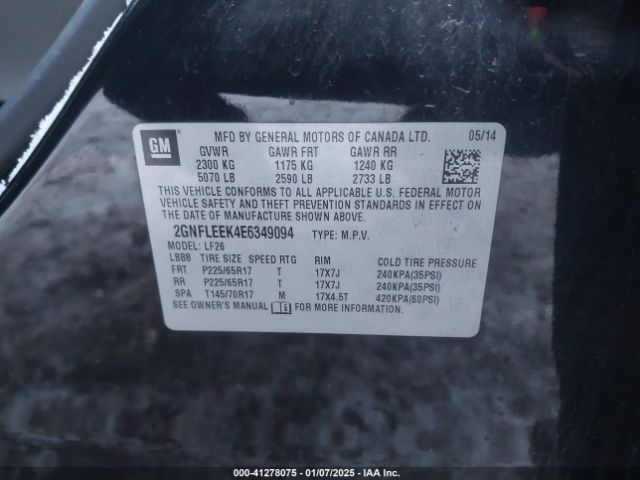 GM
MFD BY GENERAL MOTORS OF CANADA LTD. 05/14
GVWR GAWR FRT GAWR RR
2300 KG 1175 KG 1240 KG
5070 LB 2590 LB 2733 LB
THIS VEHICLE CONFORMS TO ALL APPLICABLE U.S. FEDERAL MOTOR
VEHICLE SAFETY AND THEFT PREVENTION STANDARDS IN EFFECT ON
THE DATE OF MANUFACTURE SHOWN ABOVE.
2GNFLEEK4E6349094 TYPE: M.P.V.
MODEL: LF26
LBB8 TIRE SIZE SPEED RTG RIM COLD TIRE PRESSURE
FRT P225/65R17 T 17X7J 240KPA(35PSI)
RR P225/65R17 T 17X7J 240KPA(35PSI)
SPA T145/70R17 M 17X4.5T 420KPA(60PSI)
SEE OWNER'S MANUAL FOR MORE INFORMATION.
000-41278075 - 01/07/2025 - IAA Inc.